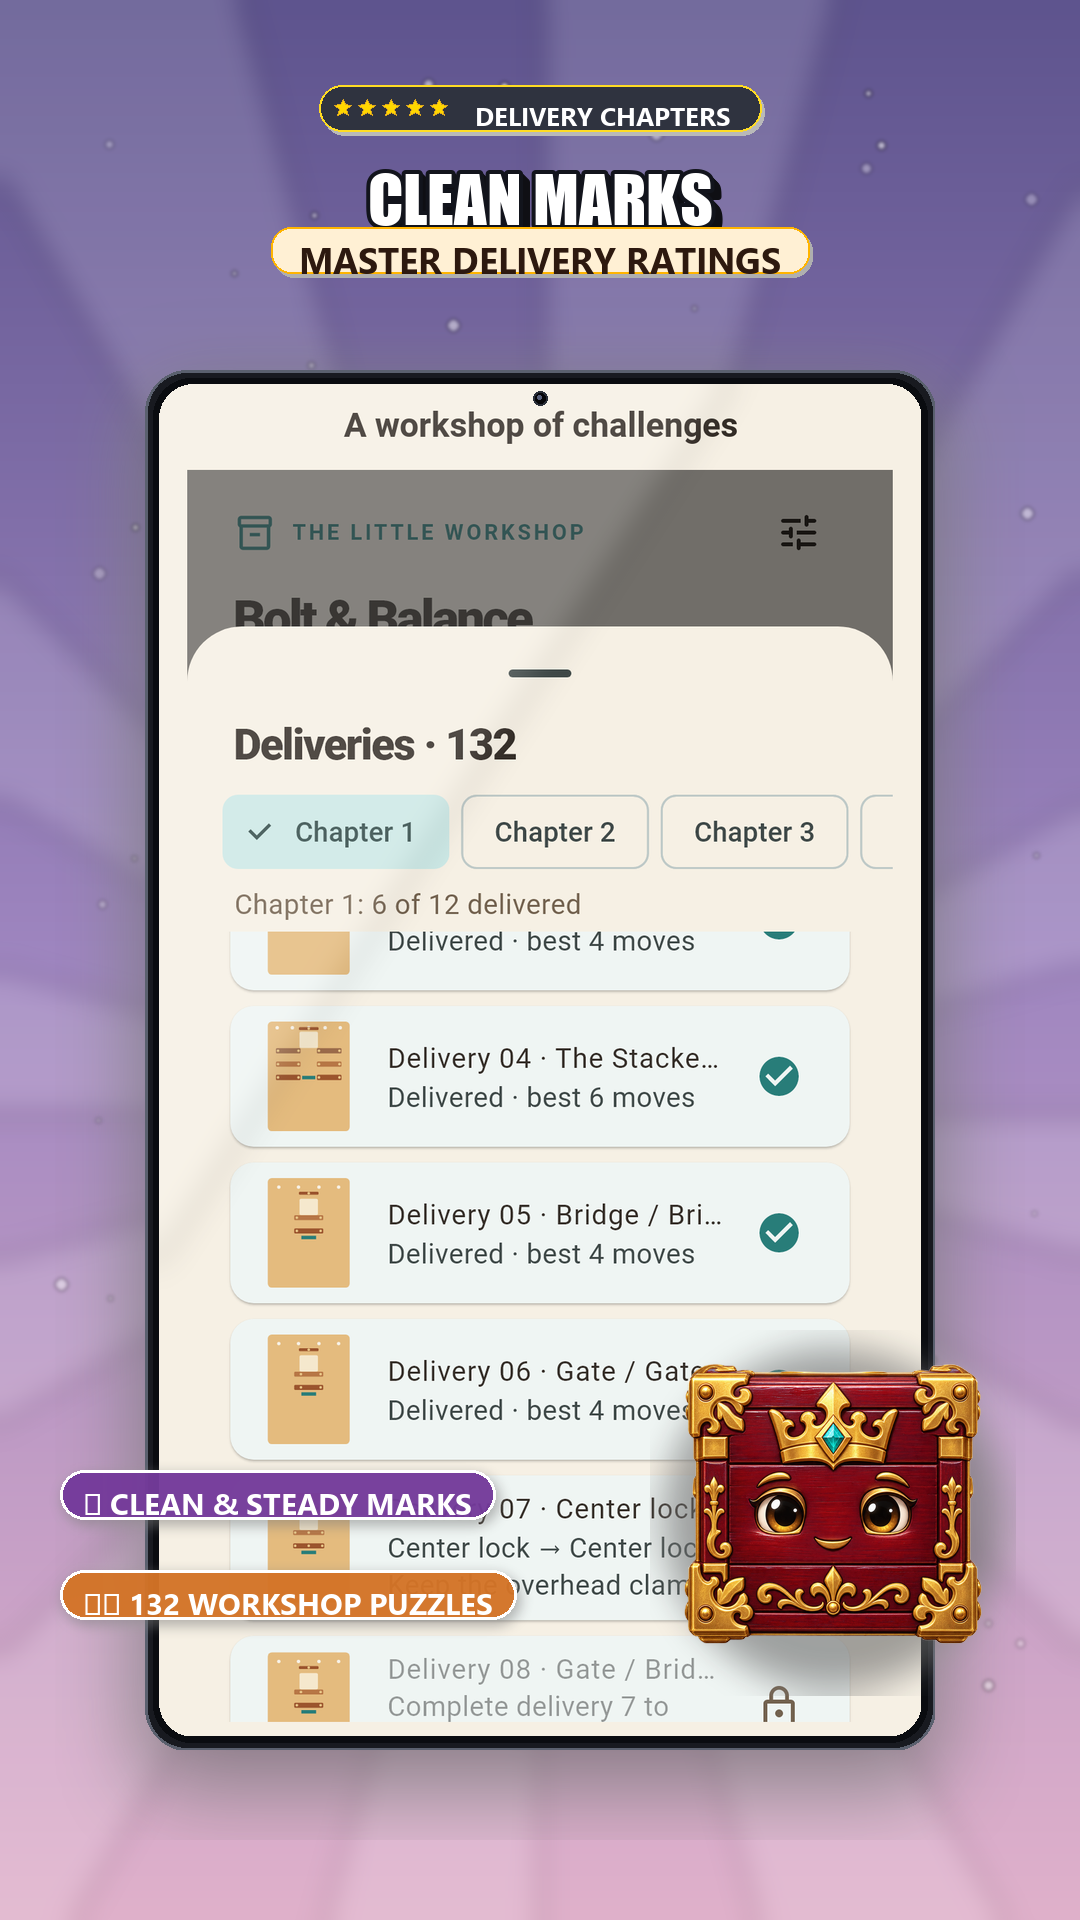 DELIVERY CHAPTERS
CLEAN MARKS
MASTER DELIVERY RATINGS
A workshop of challenges
THE LITTLE WORKSHOP
Bolt & Balance
Deliveries · 132
Chapter 1
Chapter 2
Chapter 3
Chapter 1: 6 of 12 delivered
Delivered · best 4 moves
Delivery 04 · The Stacke...
Delivered · best 6 moves
Delivery 05 · Bridge / Bri...
Delivered · best 4 moves
Delivery 06 · Gate / Gate
Delivered · best 4 moves
CLEAN & STEADY MARKS
07 · Center lock
Center lock → Center loc
Keep the overhead clam
132 WORKSHOP PUZZLES
Delivery 08 · Gate / Brid...
Complete delivery 7 to